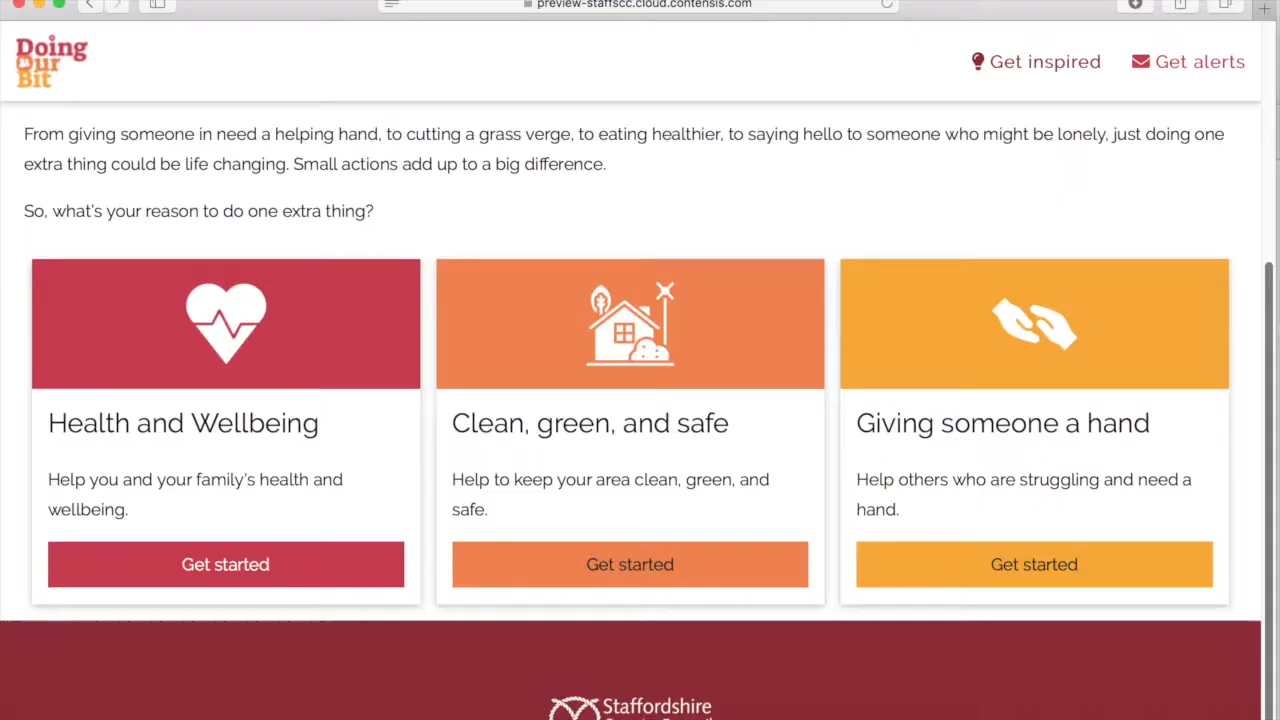 preview-staffscc.cloud.contensis.com
Doing
Our
Bit
Get inspired
Get alerts
From giving someone in need a helping hand, to cutting a grass verge, to eating healthier, to saying hello to someone who might be lonely, just doing one
extra thing could be life changing. Small actions add up to a big difference.
So, what's your reason to do one extra thing?
Health and Wellbeing
Help you and your family's health and
wellbeing.
Get started
Clean, green, and safe
Help to keep your area clean, green, and
safe.
Get started
Giving someone a hand
Help others who are struggling and need a
hand.
Get started
Staffordshire